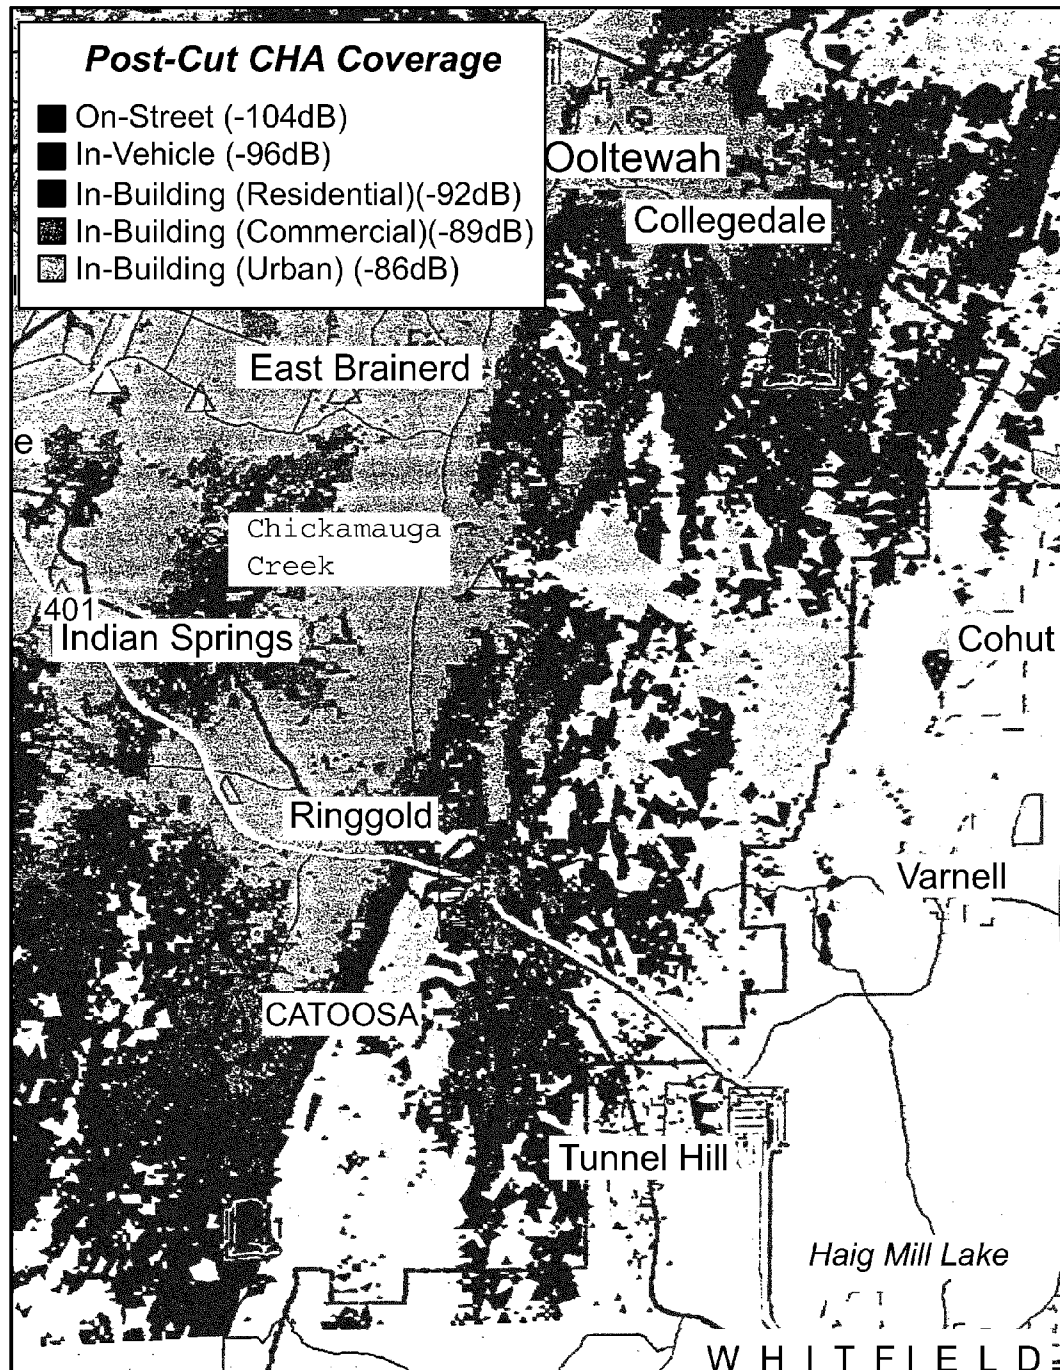 Post-Cut CHA Coverage
On-Street (-104dB)
In-Vehicle (-96dB)
In-Building (Residential)(-92dB)
In-Building (Commercial)(-89dB)
In-Building (Urban) (-86dB)
Ooltewah
Collegedale
East Brainerd
e
Chickamauga
Creek
401
Indian Springs
Cohut
Ringgold
Varnell
CATOOSA
Tunnel Hill
Haig Mill Lake
WHITFIELD